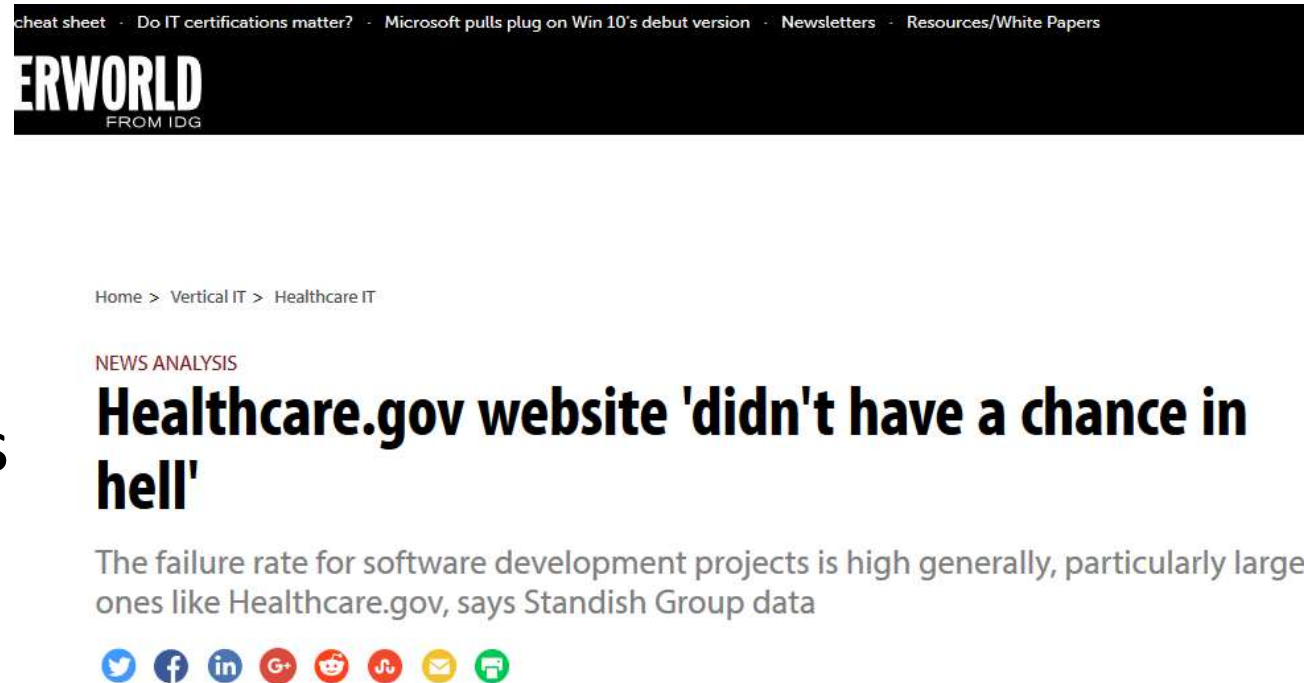 cheat sheet · Do IT certifications matter? · Microsoft pulls plug on Win 10's debut version · Newsletters · Resources/White Papers
ERWORLD
FROM IDG
Home > Vertical IT > Healthcare IT
NEWS ANALYSIS
Healthcare.gov website 'didn't have a chance in
s
hell'
The failure rate for software development projects is high generally, particularly large
ones like Healthcare.gov, says Standish Group data
in
G+